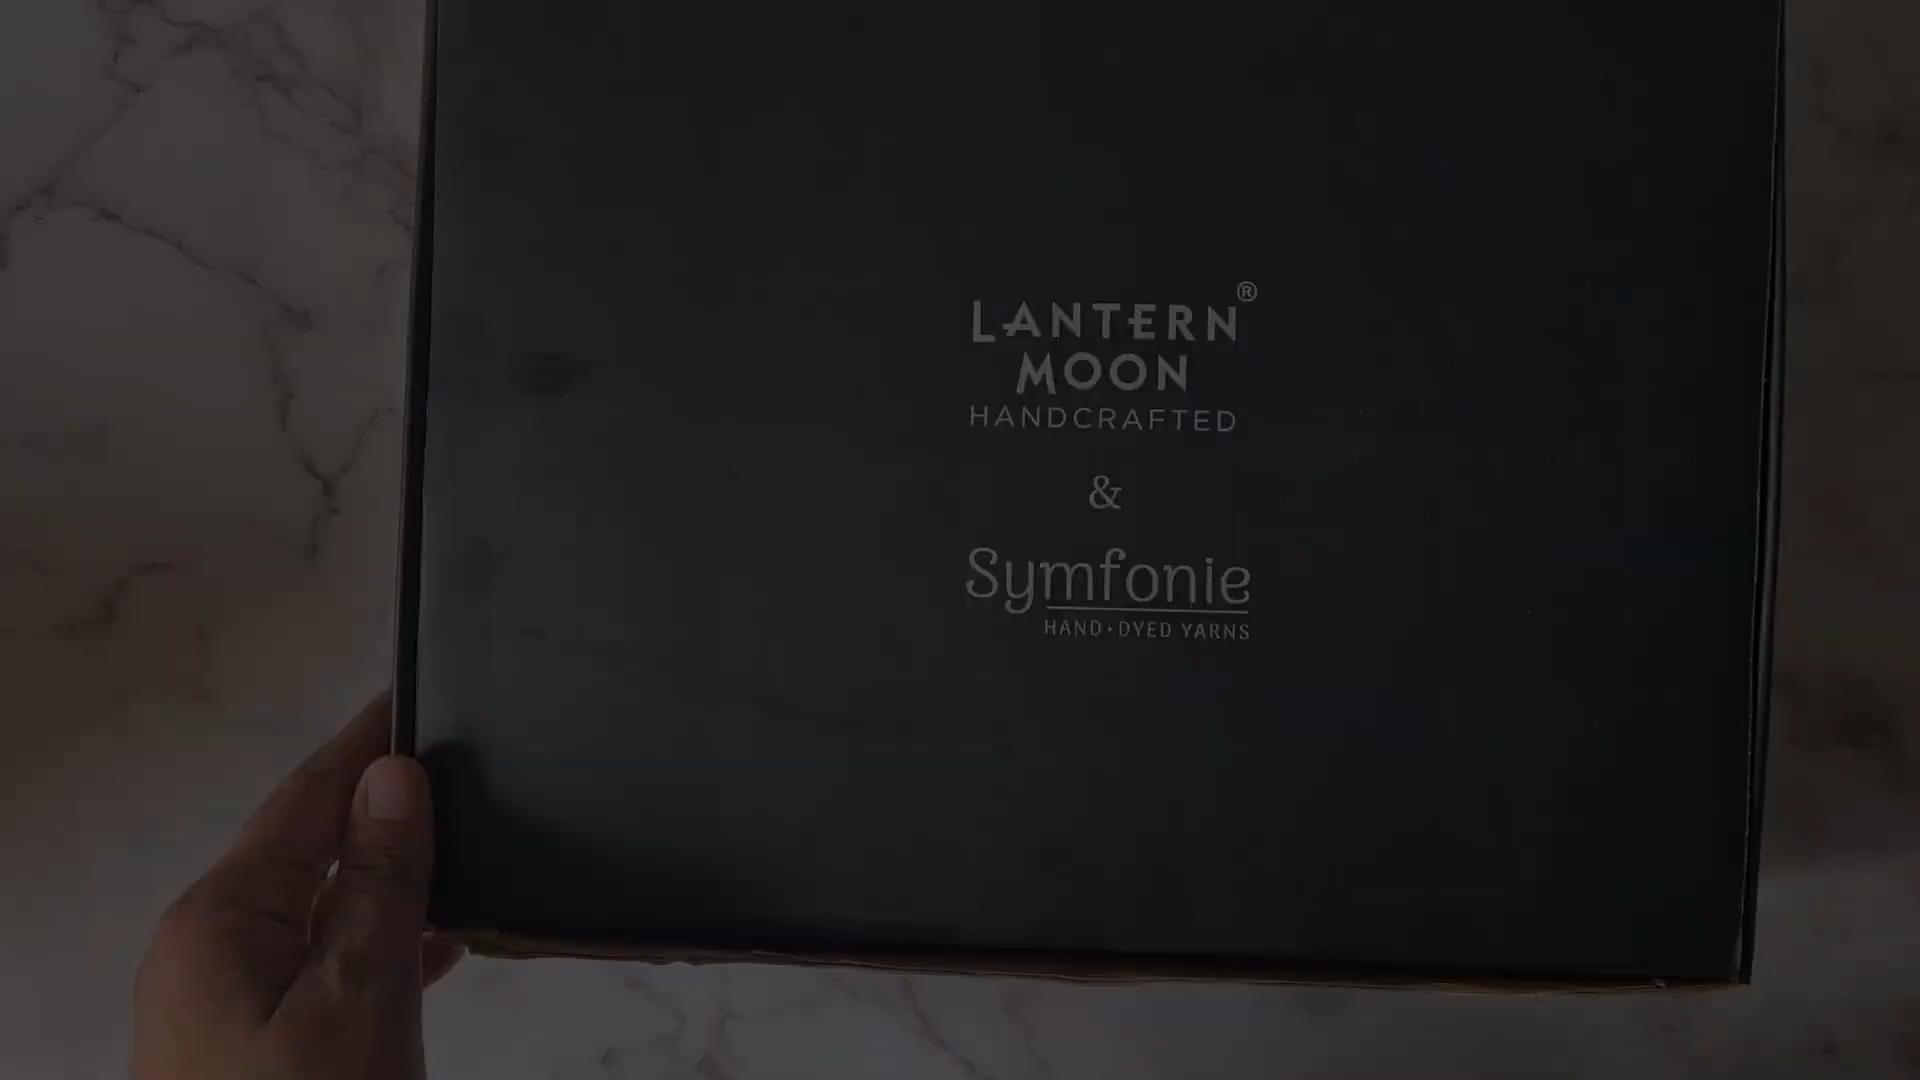 LANTERN®
MOON
HANDCRAFTED
&
Symfonie
HAND•DYED YARNS